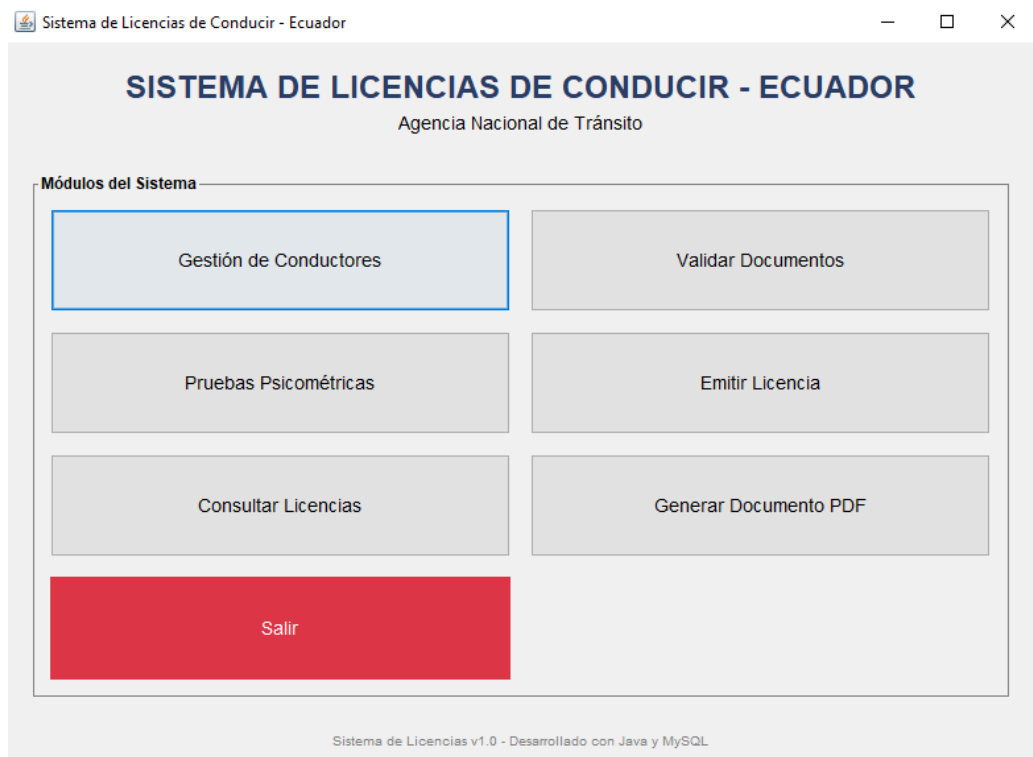 Sistema de Licencias de Conducir - Ecuador
SISTEMA DE LICENCIAS DE CONDUCIR - ECUADOR
Agencia Nacional de Tránsito
Módulos del Sistema
Gestión de Conductores
Validar Documentos
Pruebas Psicométricas
Emitir Licencia
Consultar Licencias
Generar Documento PDF
Salir
Sistema de Licencias v1.0 - Desarrollado con Java y MySQL